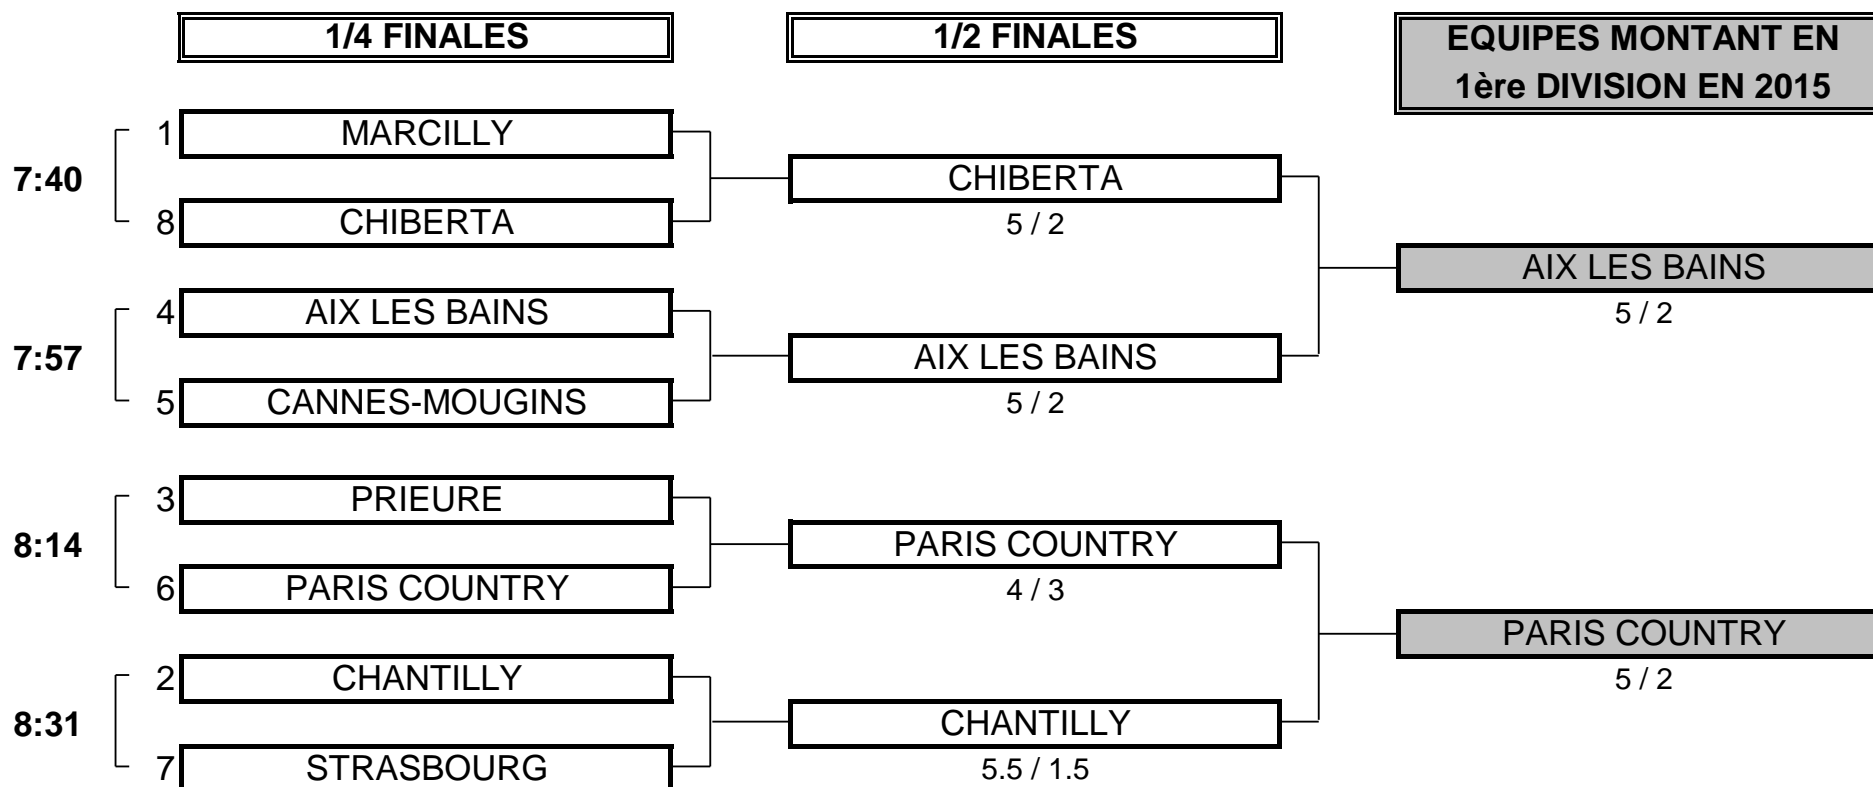 1/4 FINALES
1/2 FINALES
EQUIPES MONTANT EN
1ère DIVISION EN 2015
7:40
1 MARCILLY
8 CHIBERTA
CHIBERTA
5 / 2
7:57
4 AIX LES BAINS
5 CANNES-MOUGINS
AIX LES BAINS
5 / 2
AIX LES BAINS
5 / 2
8:14
3 PRIEURE
6 PARIS COUNTRY
PARIS COUNTRY
4 / 3
8:31
2 CHANTILLY
7 STRASBOURG
CHANTILLY
5.5 / 1.5
PARIS COUNTRY
5 / 2